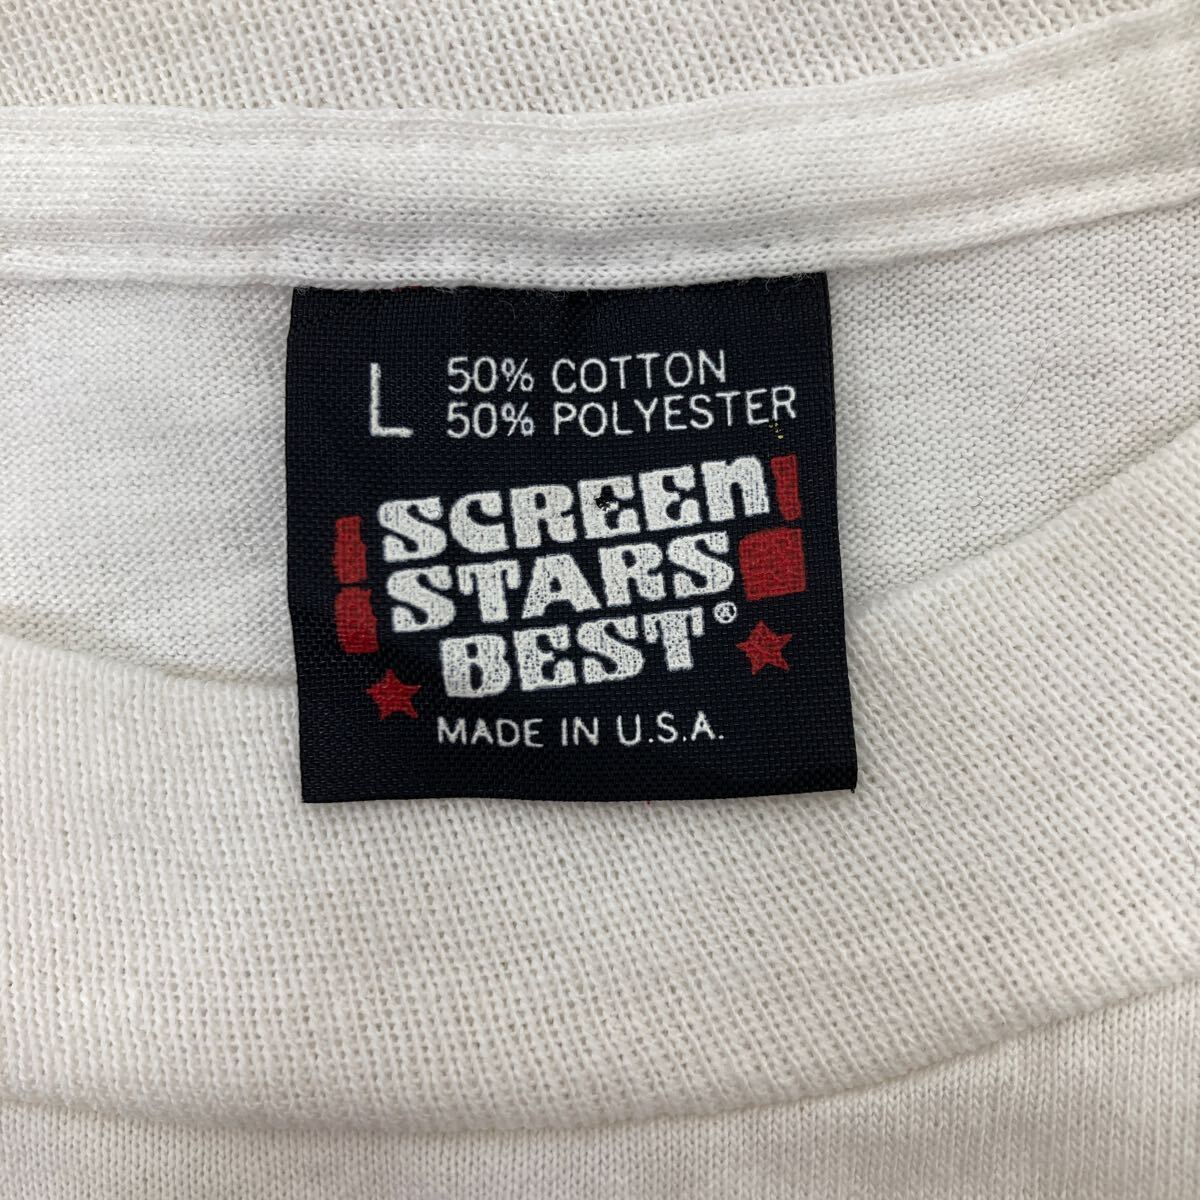 L 50% COTTON
50% POLYESTER
SCREEN
STARS
BEST®
MADE IN U.S.A.